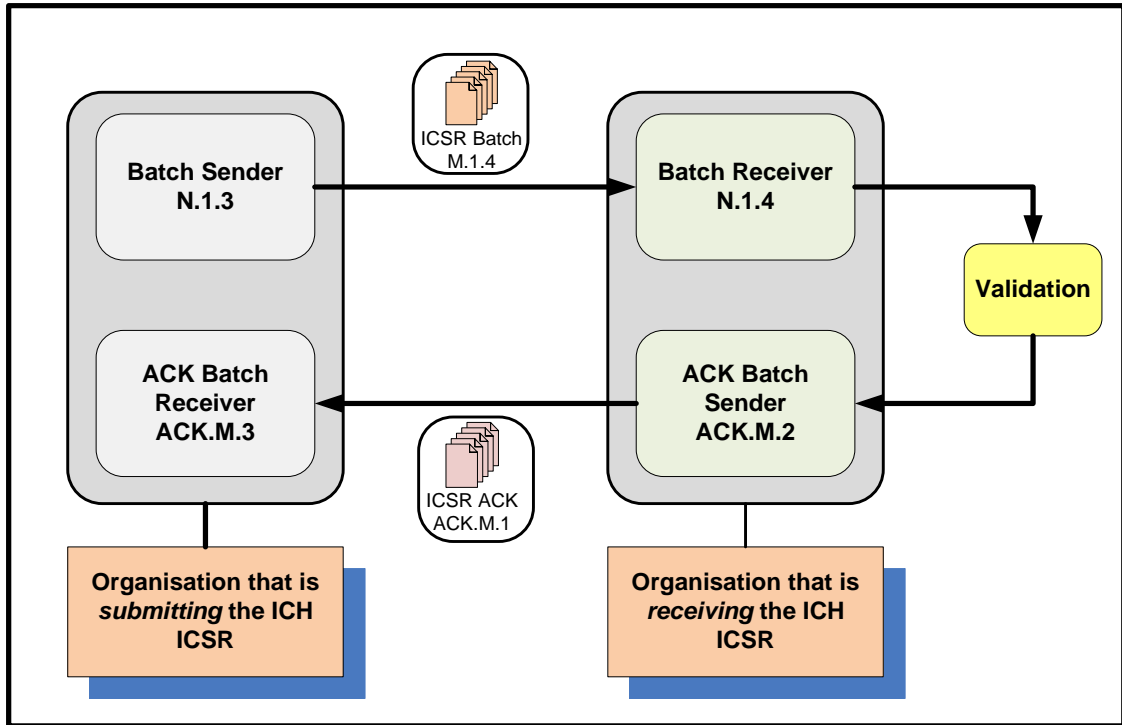 ICSR Batch
M.1.4
Batch Sender
N.1.3
Batch Receiver
N.1.4
Validation
ACK Batch
Receiver
ACK.M.3
ACK Batch
Sender
ACK.M.2
ICSR ACK
ACK.M.1
Organisation that is
submitting the ICH
ICSR
Organisation that is
receiving the ICH
ICSR